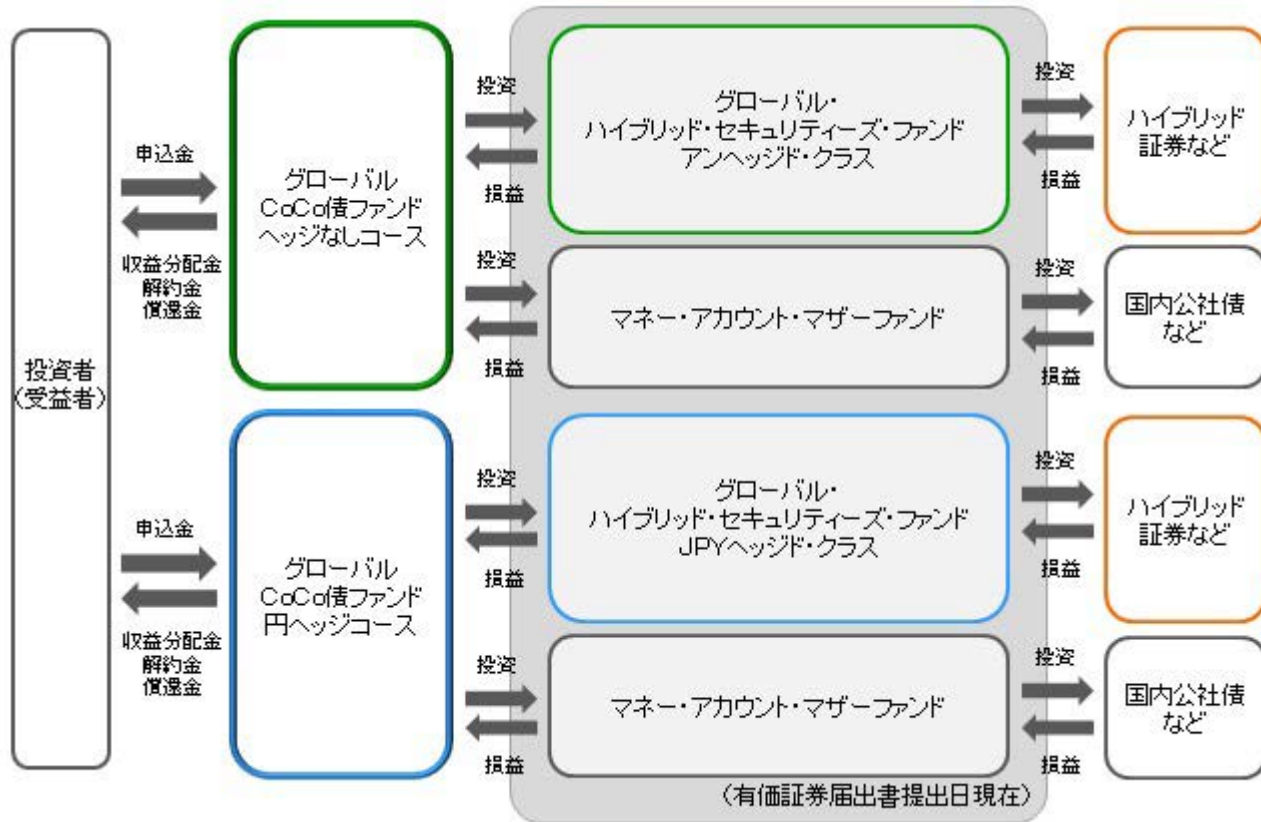 投資者
(受益者)
申込金
収益分配金
解約金
償還金
グローバル
CoCo債ファンド
ヘッジなしコース
投資
損益
グローバル・
ハイブリッド・セキュリティーズ・ファンド
アンヘッジド・クラス
投資
損益
ハイブリッド
証券など
投資
損益
マネー・アカウント・マザーファンド
投資
損益
国内公社債
など
申込金
収益分配金
解約金
償還金
グローバル
CoCo債ファンド
円ヘッジコース
投資
損益
グローバル・
ハイブリッド・セキュリティーズ・ファンド
JPYヘッジド・クラス
投資
損益
ハイブリッド
証券など
投資
損益
マネー・アカウント・マザーファンド
投資
損益
国内公社債
など
(有価証券届出書提出日現在)